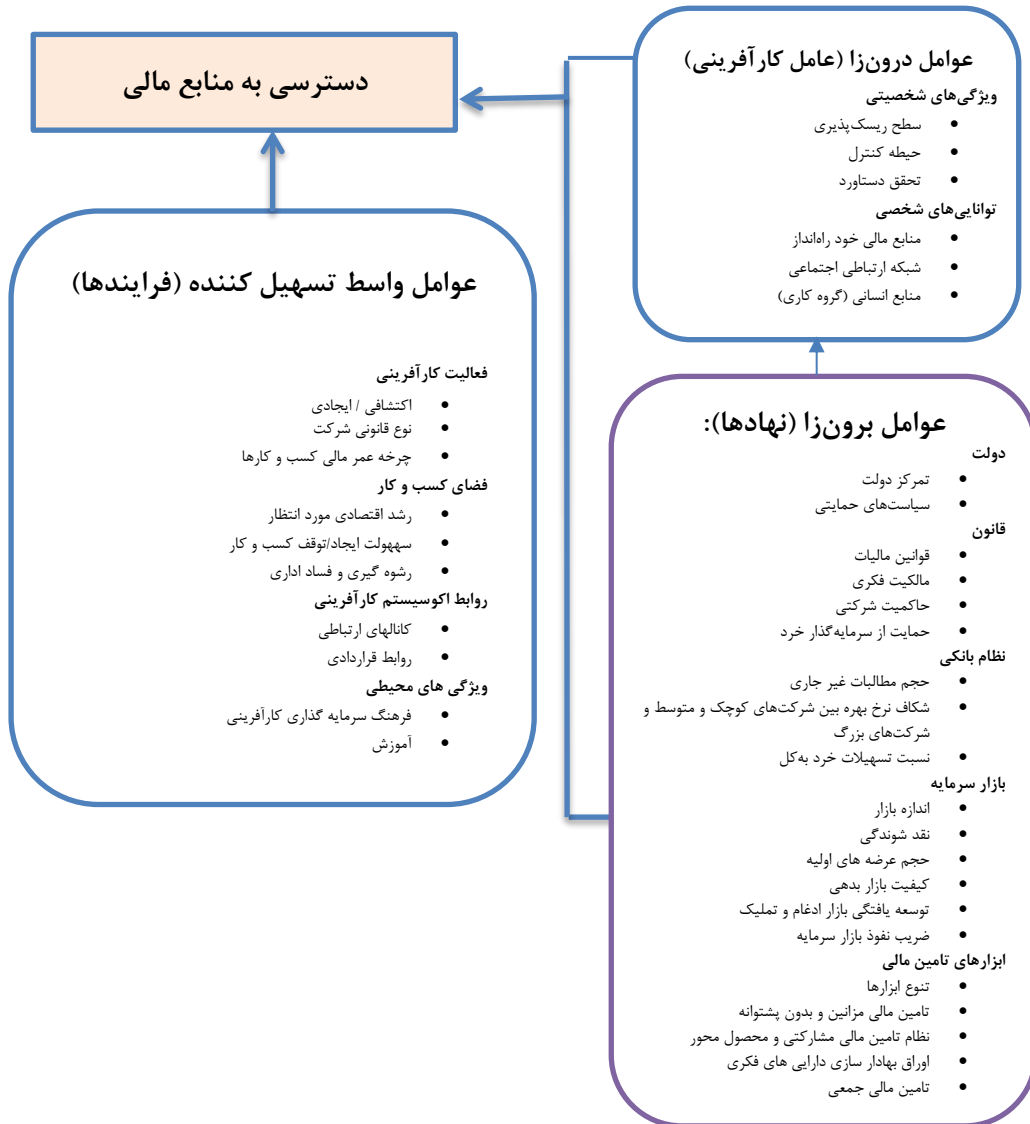 دسترسی به منابع مالی
عوامل درون‌زا (عامل کارآفرینی)
ویژگی‌های شخصیتی
• سطح ریسک‌پذیری
• حیطه کنترل
• تحقق دستاورد
توانایی‌های شخصی
• منابع مالی خود راه‌انداز
• شبکه ارتباطی اجتماعی
• منابع انسانی (گروه کاری)
عوامل واسط تسهیل کننده (فرایندها)
فعالیت کارآفرینی
• اکتشافی / ایجادی
• نوع قانونی شرکت
• چرخه عمر مالی کسب و کارها
فضای کسب و کار
• رشد اقتصادی مورد انتظار
• سههولت ایجاد/توقف کسب و کار
• رشوه گیری و فساد اداری
روابط اکوسیستم کارآفرینی
• کانالهای ارتباطی
• روابط قراردادی
ویژگی های محیطی
• فرهنگ سرمایه گذاری کارآفرینی
• آموزش
عوامل برون‌زا (نهادها):
دولت
• تمرکز دولت
• سیاست‌های حمایتی
قانون
• قوانین مالیات
• مالکیت فکری
• حاکمیت شرکتی
• حمایت از سرمایه‌گذار خرد
نظام بانکی
• حجم مطالبات غیر جاری
• شکاف نرخ بهره بین شرکت‌های کوچک و متوسط و
شرکت‌های بزرگ
• نسبت تسهیلات خرد به‌کل
بازار سرمایه
• اندازه بازار
• نقد شوندگی
• حجم عرضه های اولیه
• کیفیت بازار بدهی
• توسعه یافتگی بازار ادغام و تملیک
• ضریب نفوذ بازار سرمایه
ابزارهای تامین مالی
• تنوع ابزارها
• تامین مالی مزانین و بدون پشتوانه
• نظام تامین مالی مشارکتی و محصول محور
• اوراق بهادار سازی دارایی های فکری
• تامین مالی جمعی